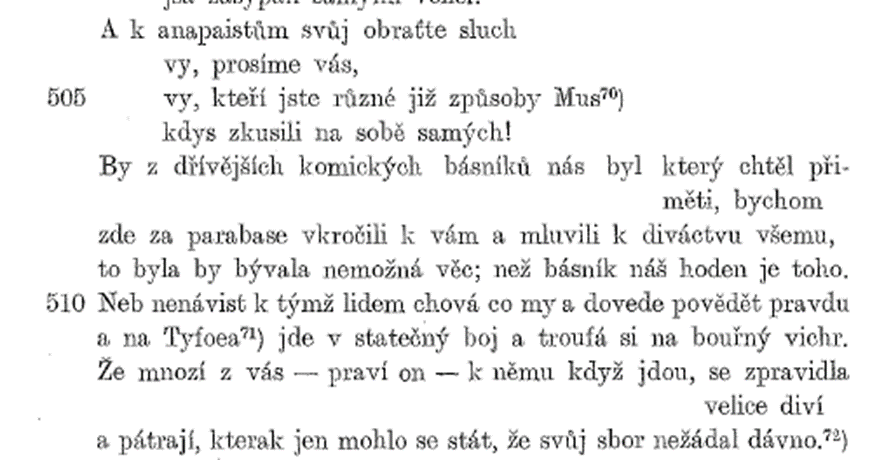 A k anapaistům svůj obraťte sluch
vy, prosíme vás,
505 vy, kteří jste různé již způsoby Mus⁷⁰)
kdys zkusili na sobě samých!
By z dřívějších komických básníků nás byl který chtěl při-
měti, bychom
zde za parabase vkročili k vám a mluvili k diváctvu všemu,
to byla by bývala nemožná věc; než básník náš hoden je toho.
510 Neb nenávist k týmž lidem chová co my a dovede povědět pravdu
a na Tyfoea⁷¹) jde v statečný boj a troufá si na bouřný vichr.
Že mnozí z vás — praví on — k němu když jdou, se zpravidla
velice diví
a pátrají, kterak jen mohlo se stát, že svůj sbor nežádal dávno.⁷²)